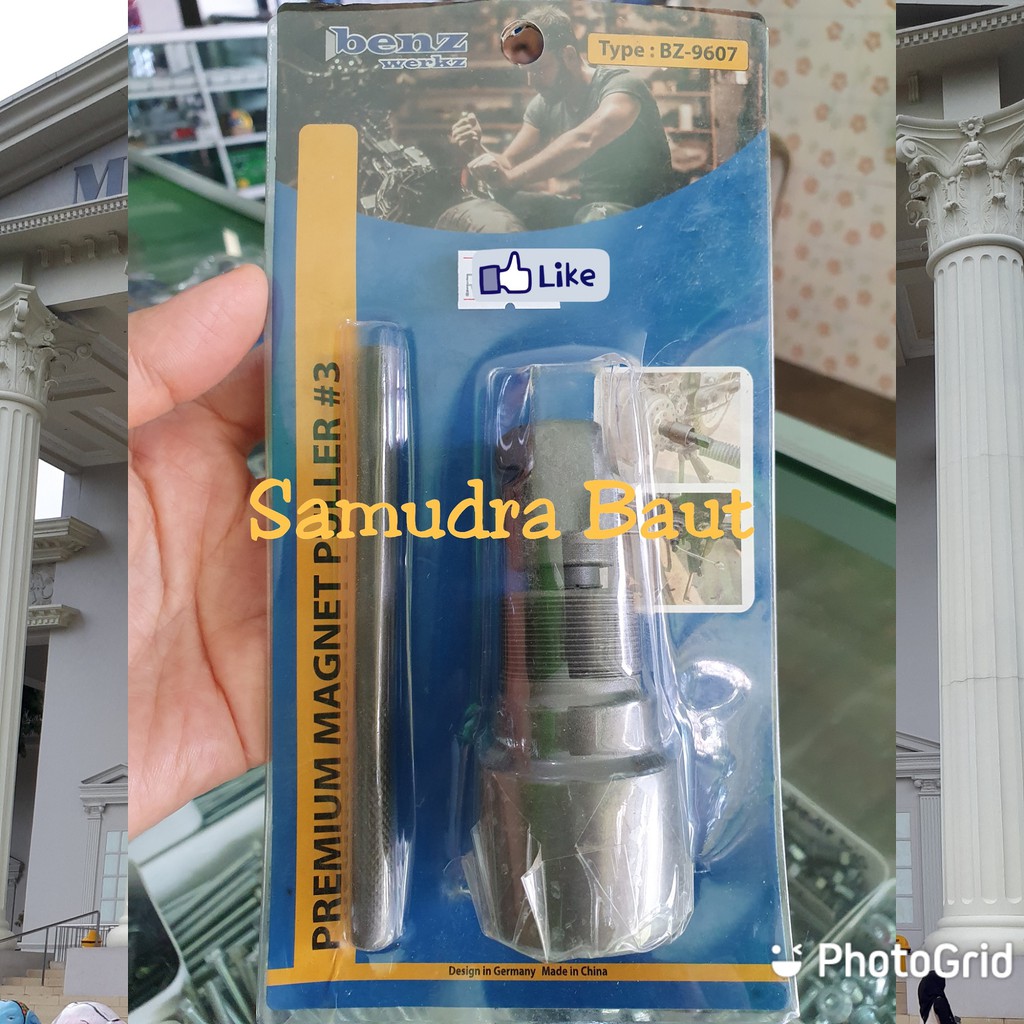 benz
werkz
Type : BZ-9607
M
Like
PREMIUM MAGNET PULLER #3
Samudra Baut
Design in Germany Made in China
PhotoGrid